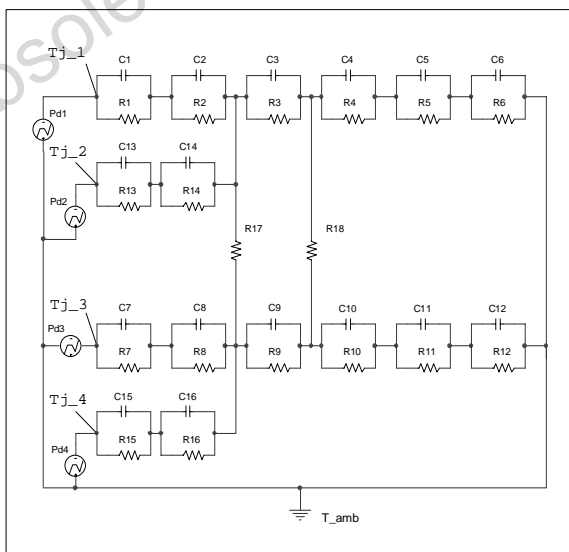 bsole
Tj_1
C1 C2 C3 C4 C5 C6
R1 R2 R3 R4 R5 R6
Pd1
Tj_2
C13 C14
R13 R14
Pd2
R17 R18
Tj_3
C7 C8 C9 C10 C11 C12
Pd3
R7 R8 R9 R10 R11 R12
Tj_4
C15 C16
R15 R16
Pd4
T_amb